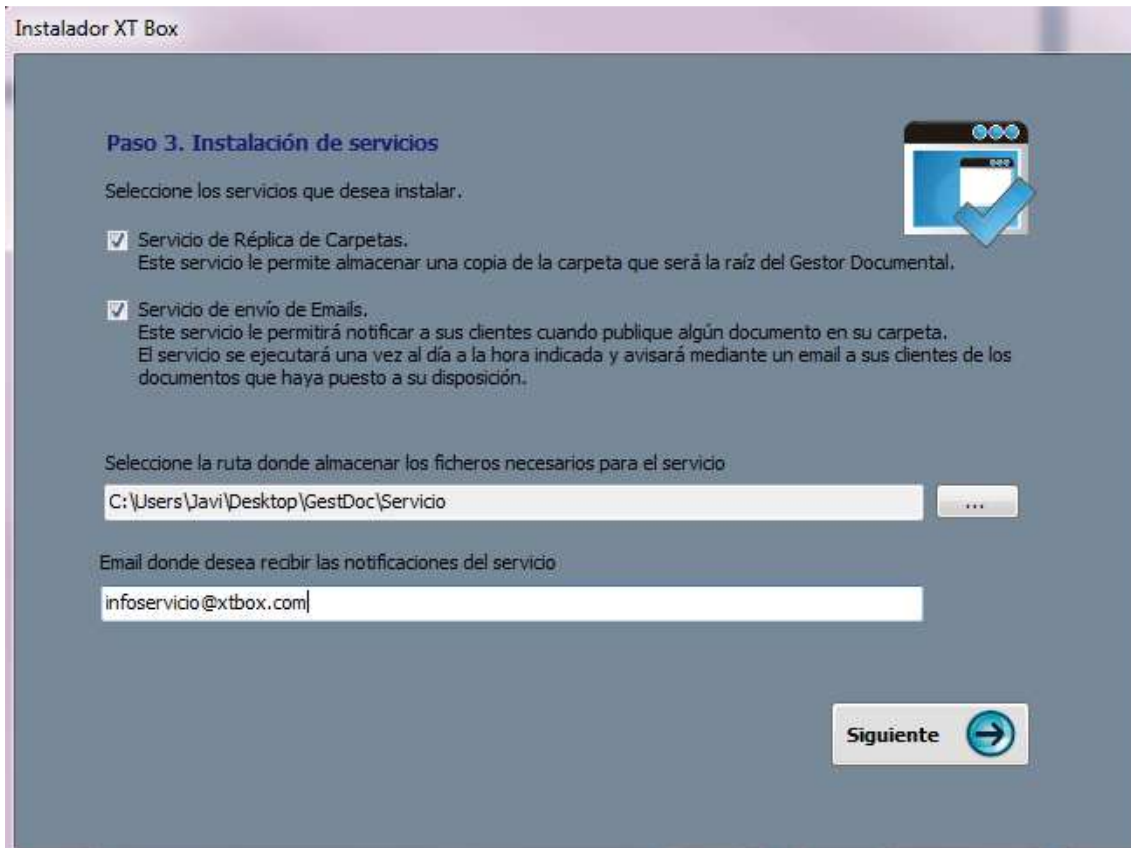 Instalador XT Box
Paso 3. Instalación de servicios
Seleccione los servicios que desea instalar.
Servicio de Réplica de Carpetas.
Este servicio le permite almacenar una copia de la carpeta que será la raíz del Gestor Documental.
Servicio de envío de Emails.
Este servicio le permitirá notificar a sus clientes cuando publique algún documento en su carpeta.
El servicio se ejecutará una vez al día a la hora indicada y avisará mediante un email a sus clientes de los
documentos que haya puesto a su disposición.
Seleccione la ruta donde almacenar los ficheros necesarios para el servicio
C:\Users\Javi\Desktop\GestDoc\Servicio
...
Email donde desea recibir las notificaciones del servicio
infoservicio@xtbox.com
Siguiente